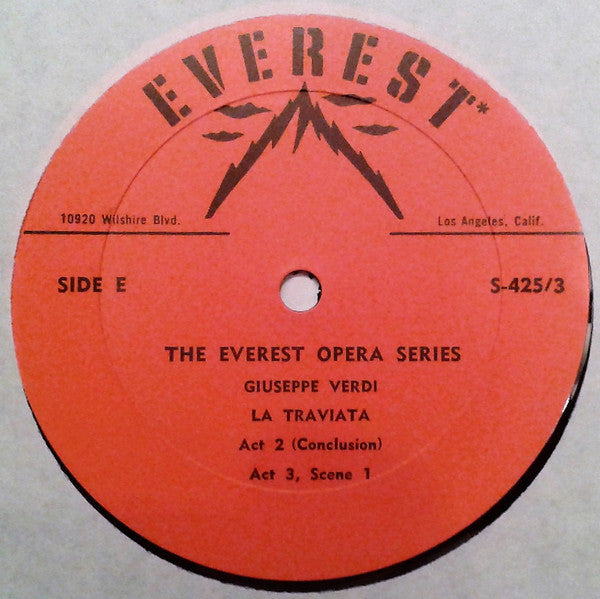 EVEREST*
10920 Wilshire Blvd.
Los Angeles, Calif.
SIDE E
S-425/3
THE EVEREST OPERA SERIES
GIUSEPPE VERDI
LA TRAVIATA
Act 2 (Conclusion)
Act 3, Scene 1